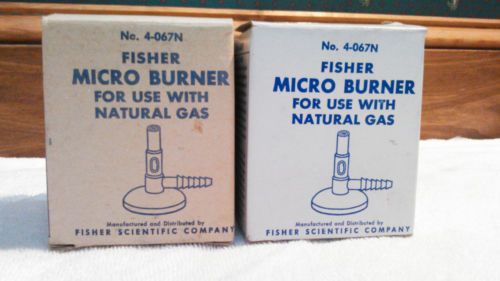 No. 4-067N
FISHER
MICRO BURNER
FOR USE WITH
NATURAL GAS
Manufactured and Distributed by
FISHER SCIENTIFIC COMPANY
No. 4-067N
FISHER
MICRO BURNER
FOR USE WITH
NATURAL GAS
Manufactured and Distributed by
FISHER SCIENTIFIC COMPANY